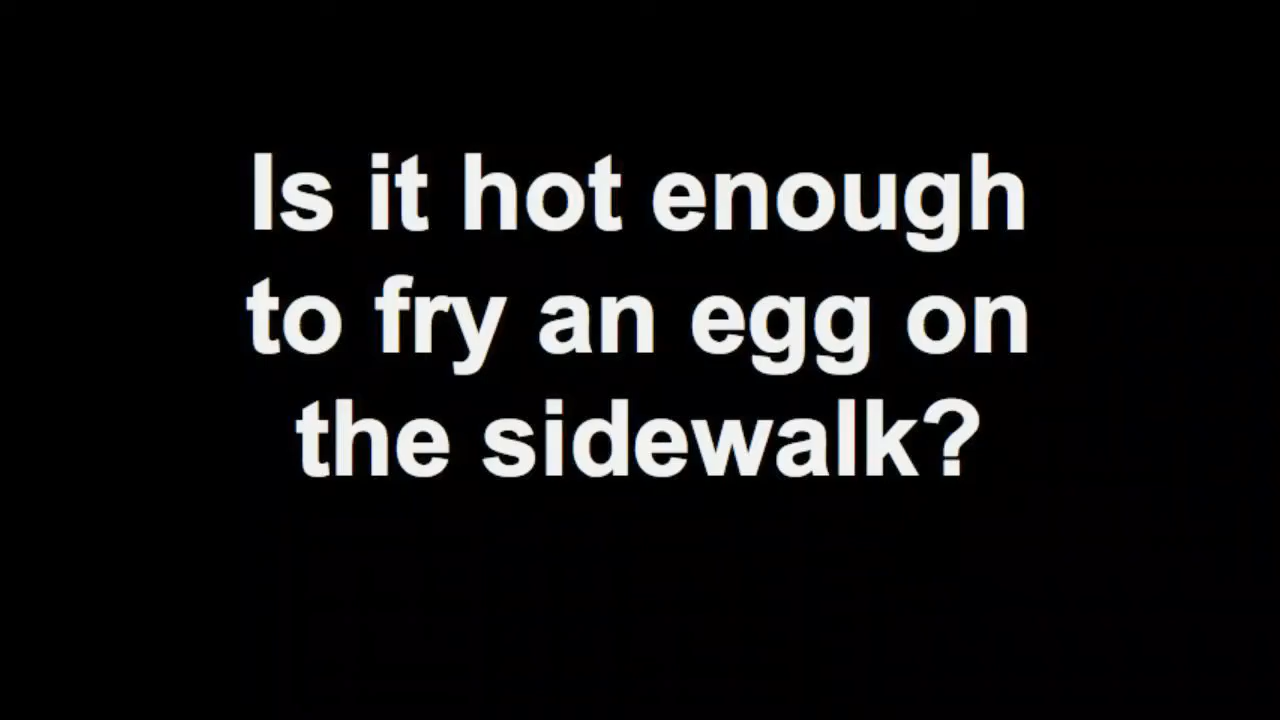 Is it hot enough
to fry an egg on
the sidewalk?